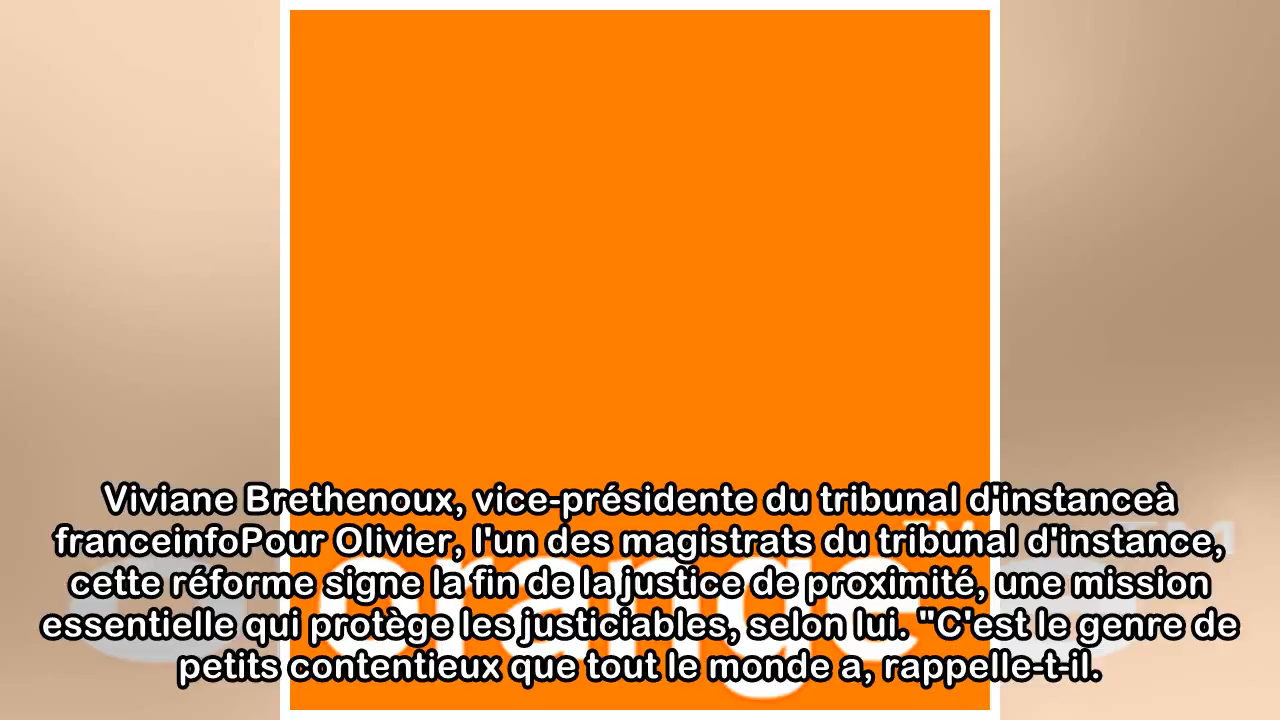 Viviane Brethenoux, vice-présidente du tribunal d'instanceà
franceinfoPour Olivier, l'un des magistrats du tribunal d'instance,
cette réforme signe la fin de la justice de proximité, une mission
essentielle qui protège les justiciables, selon lui. "C'est le genre de
petits contentieux que tout le monde a, rappelle-t-il.
orange™